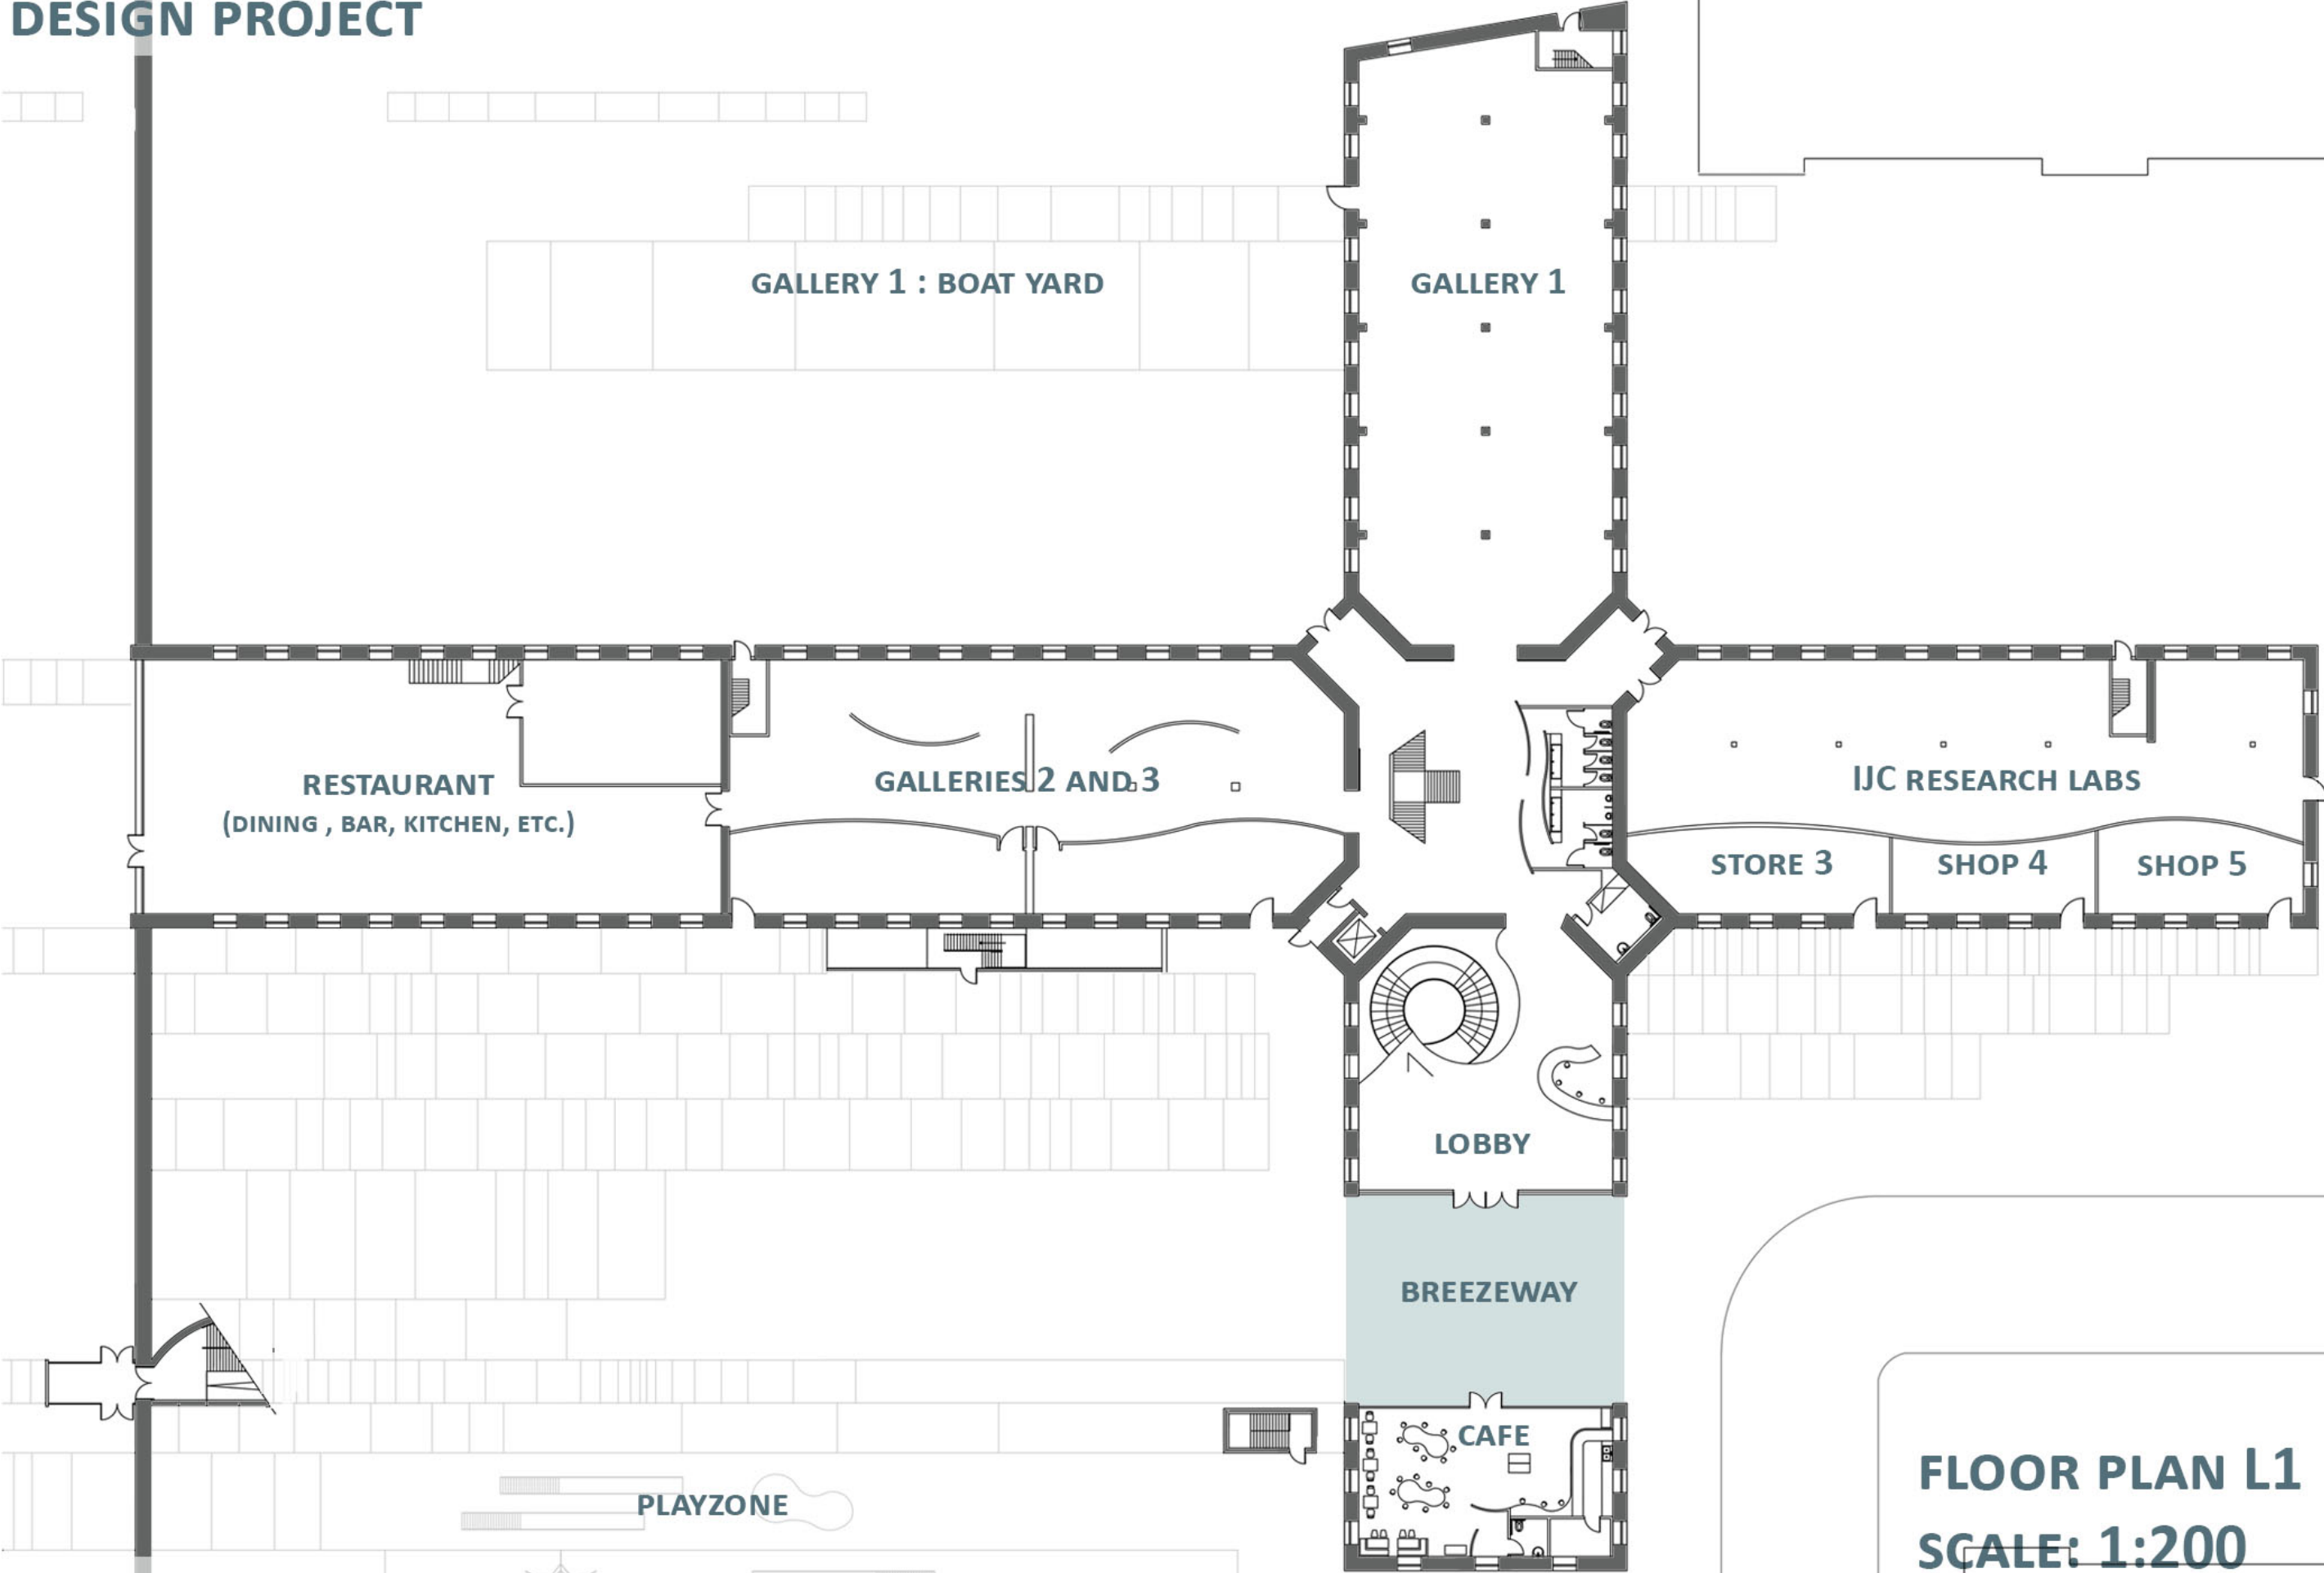 DESIGN PROJECT
GALLERY 1 : BOAT YARD
GALLERY 1
RESTAURANT
(DINING , BAR, KITCHEN, ETC.)
GALLERIES 2 AND 3
IJC RESEARCH LABS
STORE 3
SHOP 4
SHOP 5
LOBBY
BREEZEWAY
CAFE
PLAYZONE
FLOOR PLAN L1
SCALE: 1:200